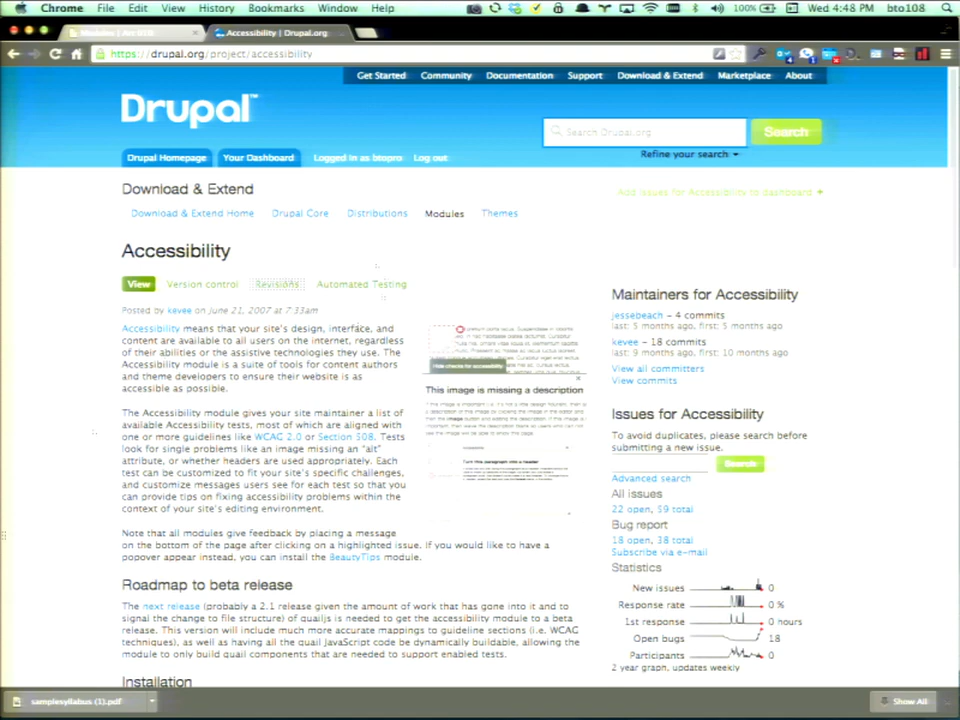 Chrome File Edit View History Bookmarks Window Help 100% Wed 4:48 PM bto108
Accessibility | Drupal.org
https://drupal.org/project/accessibility
Get Started Community Documentation Support Download & Extend Marketplace About
Drupal™
Search Drupal.org Search
Refine your search
Drupal Homepage Your Dashboard Logged in as btopro Log out
Download & Extend
Add Issues for Accessibility to dashboard
Download & Extend Home Drupal Core Distributions Modules Themes
Accessibility
View Version control Revisions Automated Testing
Posted by kevee on June 21, 2007 at 7:33am
Accessibility means that your site's design, interface, and
content are available to all users on the internet, regardless
of their abilities or the assistive technologies they use. The
Accessibility module is a suite of tools for content authors
and theme developers to ensure their website is as
accessible as possible.
The Accessibility module gives your site maintainer a list of
available Accessibility tests, most of which are aligned with
one or more guidelines like WCAG 2.0 or Section 508. Tests
look for single problems like an image missing an "alt"
attribute, or whether headers are used appropriately. Each
test can be customized to fit your site's specific challenges,
and customize messages users see for each test so that you
can provide tips on fixing accessibility problems within the
context of your site's editing environment.
Note that all modules give feedback by placing a message
on the bottom of the page after clicking on a highlighted issue. If you would like to have a
popover appear instead, you can install the BeautyTips module.
Roadmap to beta release
The next release (probably a 2.1 release given the amount of work that has gone into it and to
signal the change to file structure) of quailjs is needed to get the accessibility module to a beta
release. This version will include much more accurate mappings to guideline sections (i.e. WCAG
techniques), as well as having all the quail JavaScript code be dynamically buildable, allowing the
module to only build quail components that are needed to support enabled tests.
Installation
This image is missing a description
Turn this paragraph into a header
Maintainers for Accessibility
jessebeach – 4 commits
last: 5 months ago, first: 5 months ago
kevee – 18 commits
last: 9 months ago, first: 10 months ago
View all committers
View commits
Issues for Accessibility
To avoid duplicates, please search before
submitting a new issue.
Search
Advanced search
All issues
22 open, 59 total
Bug report
18 open, 38 total
Subscribe via e-mail
Statistics
New issues 0
Response rate 0 %
1st response 0 hours
Open bugs 18
Participants 0
2 year graph, updates weekly
samplesyllabus (1).pdf Show All